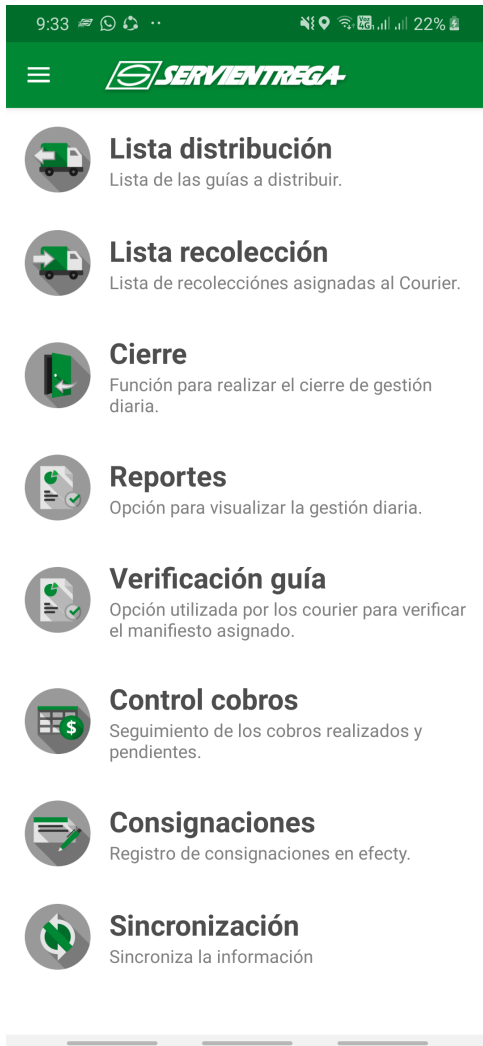 9:33
22%
SERVIENTREGA
Lista distribución
Lista de las guías a distribuir.
Lista recolección
Lista de recolecciónes asignadas al Courier.
Cierre
Función para realizar el cierre de gestión
diaria.
Reportes
Opción para visualizar la gestión diaria.
Verificación guía
Opción utilizada por los courier para verificar
el manifiesto asignado.
Control cobros
Seguimiento de los cobros realizados y
pendientes.
Consignaciones
Registro de consignaciones en efecty.
Sincronización
Sincroniza la información